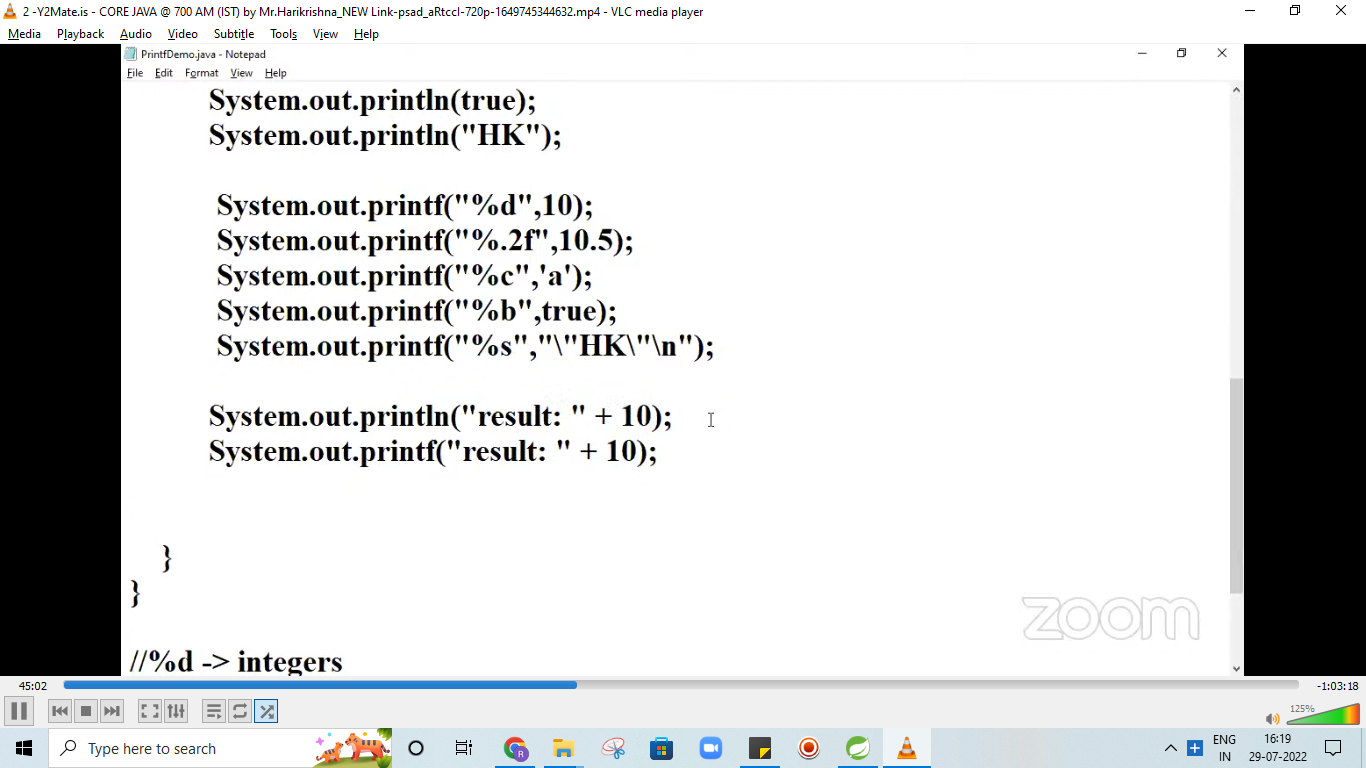 2 -Y2Mate.is - CORE JAVA @ 700 AM (IST) by Mr.Harikrishna_NEW Link-psad_aRtccl-720p-1649745344632.mp4 - VLC media player
Media Playback Audio Video Subtitle Tools View Help
PrintfDemo.java - Notepad
File Edit Format View Help
System.out.println(true);
System.out.println("HK");
System.out.printf("%d",10);
System.out.printf("%.2f",10.5);
System.out.printf("%c",'a');
System.out.printf("%b",true);
System.out.printf("%s","\"HK\"\n");
System.out.println("result: " + 10);
System.out.printf("result: " + 10);
}
}
zoom
//%d -> integers
45:02 -1:03:18
125%
Type here to search
R
ENG 16:19
IN 29-07-2022